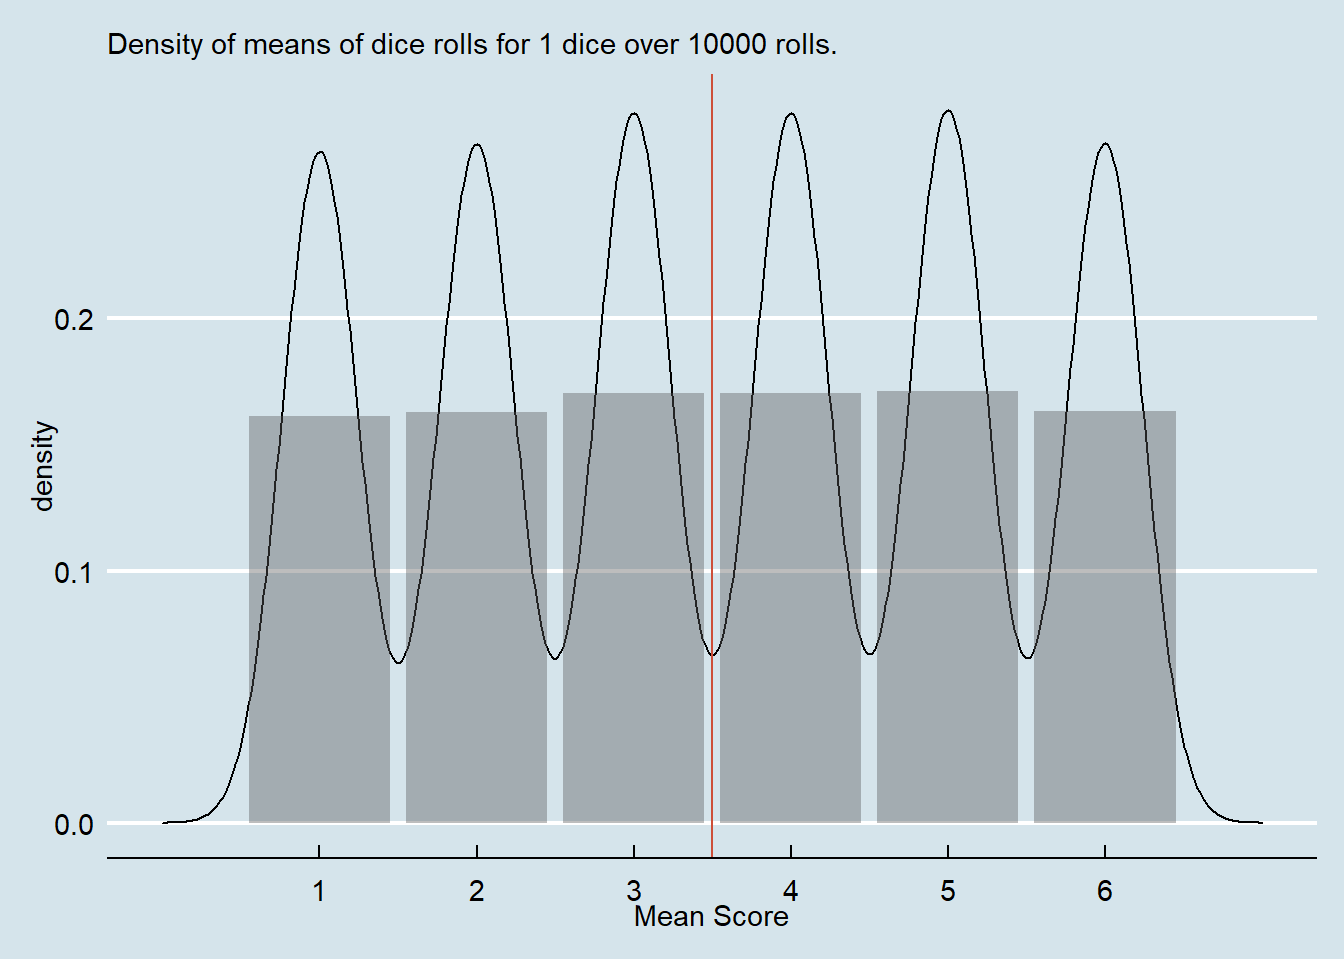 Density of means of dice rolls for 1 dice over 10000 rolls.
density
0.2
0.1
0.0
1 2 3 4 5 6
Mean Score